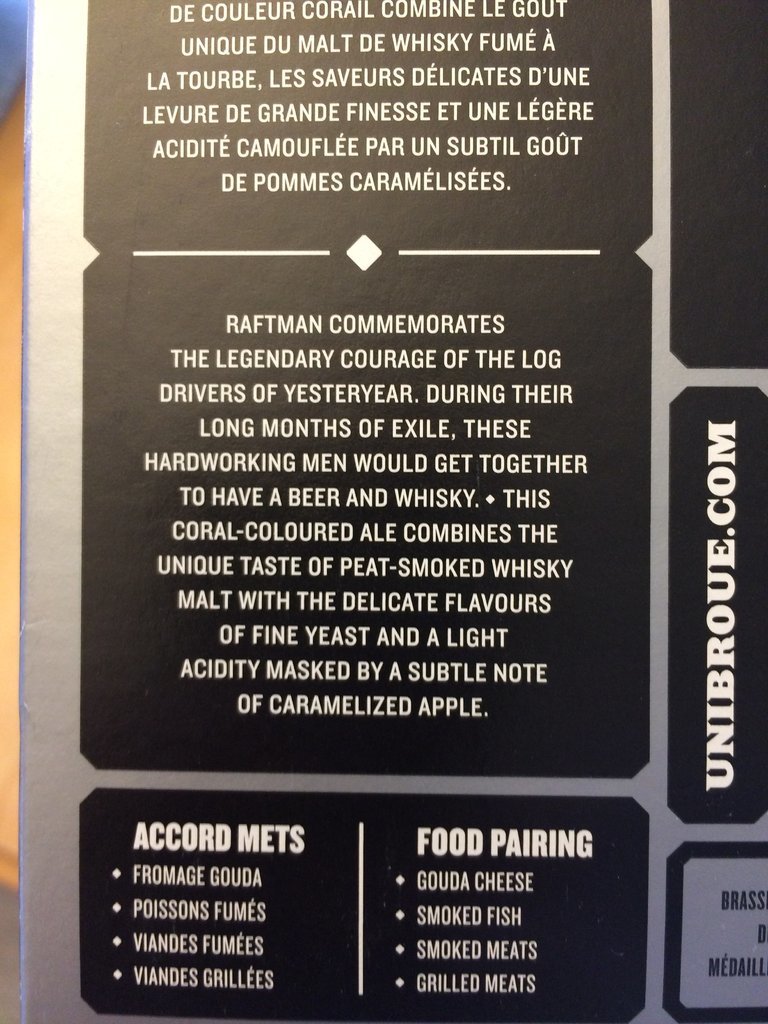 DE COULEUR CORAIL COMBINE LE GOÛT
UNIQUE DU MALT DE WHISKY FUMÉ À
LA TOURBE, LES SAVEURS DÉLICATES D'UNE
LEVURE DE GRANDE FINESSE ET UNE LÉGÈRE
ACIDITÉ CAMOUFLÉE PAR UN SUBTIL GOÛT
DE POMMES CARAMÉLISÉES.
RAFTMAN COMMEMORATES
THE LEGENDARY COURAGE OF THE LOG
DRIVERS OF YESTERYEAR. DURING THEIR
LONG MONTHS OF EXILE, THESE
HARDWORKING MEN WOULD GET TOGETHER
TO HAVE A BEER AND WHISKY. • THIS
CORAL-COLOURED ALE COMBINES THE
UNIQUE TASTE OF PEAT-SMOKED WHISKY
MALT WITH THE DELICATE FLAVOURS
OF FINE YEAST AND A LIGHT
ACIDITY MASKED BY A SUBTLE NOTE
OF CARAMELIZED APPLE.
ACCORD METS
• FROMAGE GOUDA
• POISSONS FUMÉS
• VIANDES FUMÉES
• VIANDES GRILLÉES
FOOD PAIRING
• GOUDA CHEESE
• SMOKED FISH
• SMOKED MEATS
• GRILLED MEATS
UNIBROUE.COM